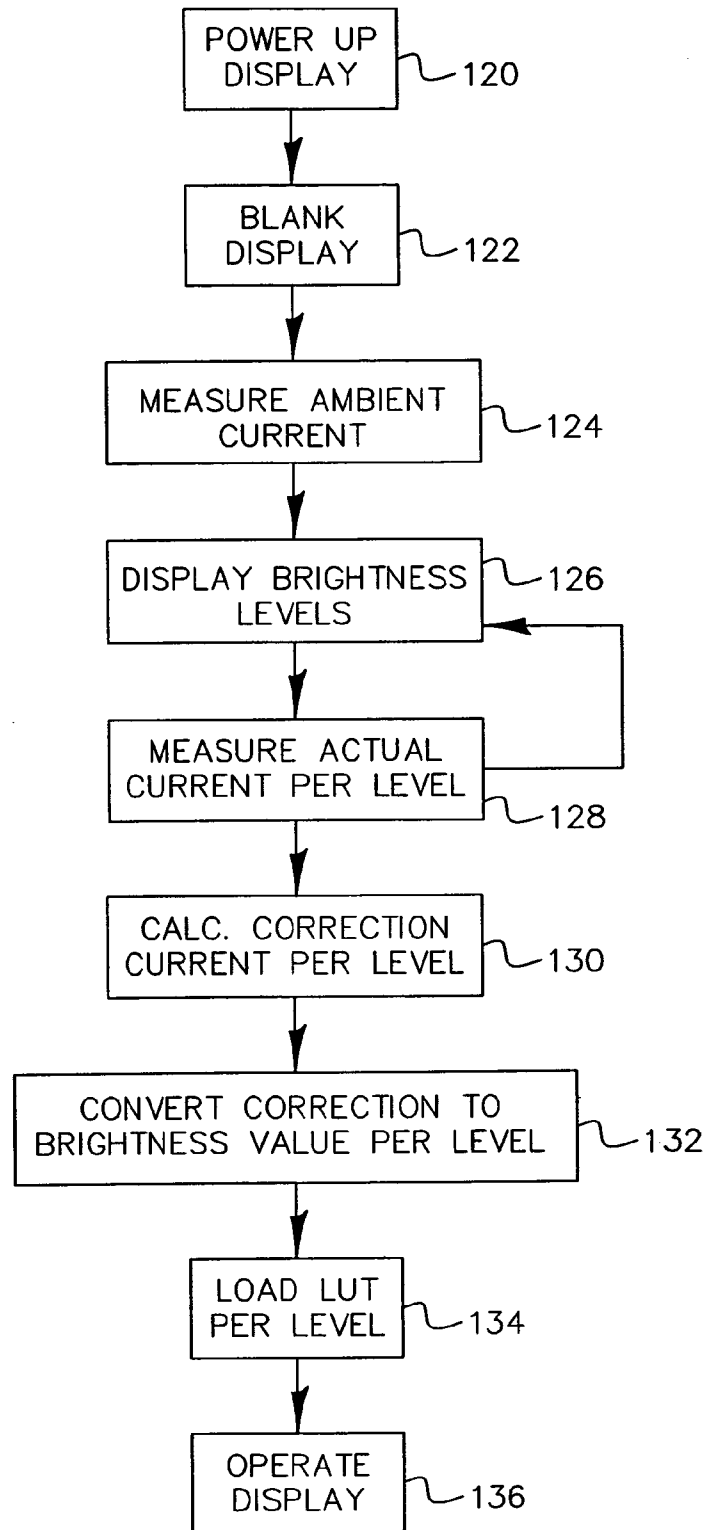 POWER UP
DISPLAY
120
BLANK
DISPLAY
122
MEASURE AMBIENT
CURRENT
124
DISPLAY BRIGHTNESS
LEVELS
126
MEASURE ACTUAL
CURRENT PER LEVEL
128
CALC. CORRECTION
CURRENT PER LEVEL
130
CONVERT CORRECTION TO
BRIGHTNESS VALUE PER LEVEL
132
LOAD LUT
PER LEVEL
134
OPERATE
DISPLAY
136